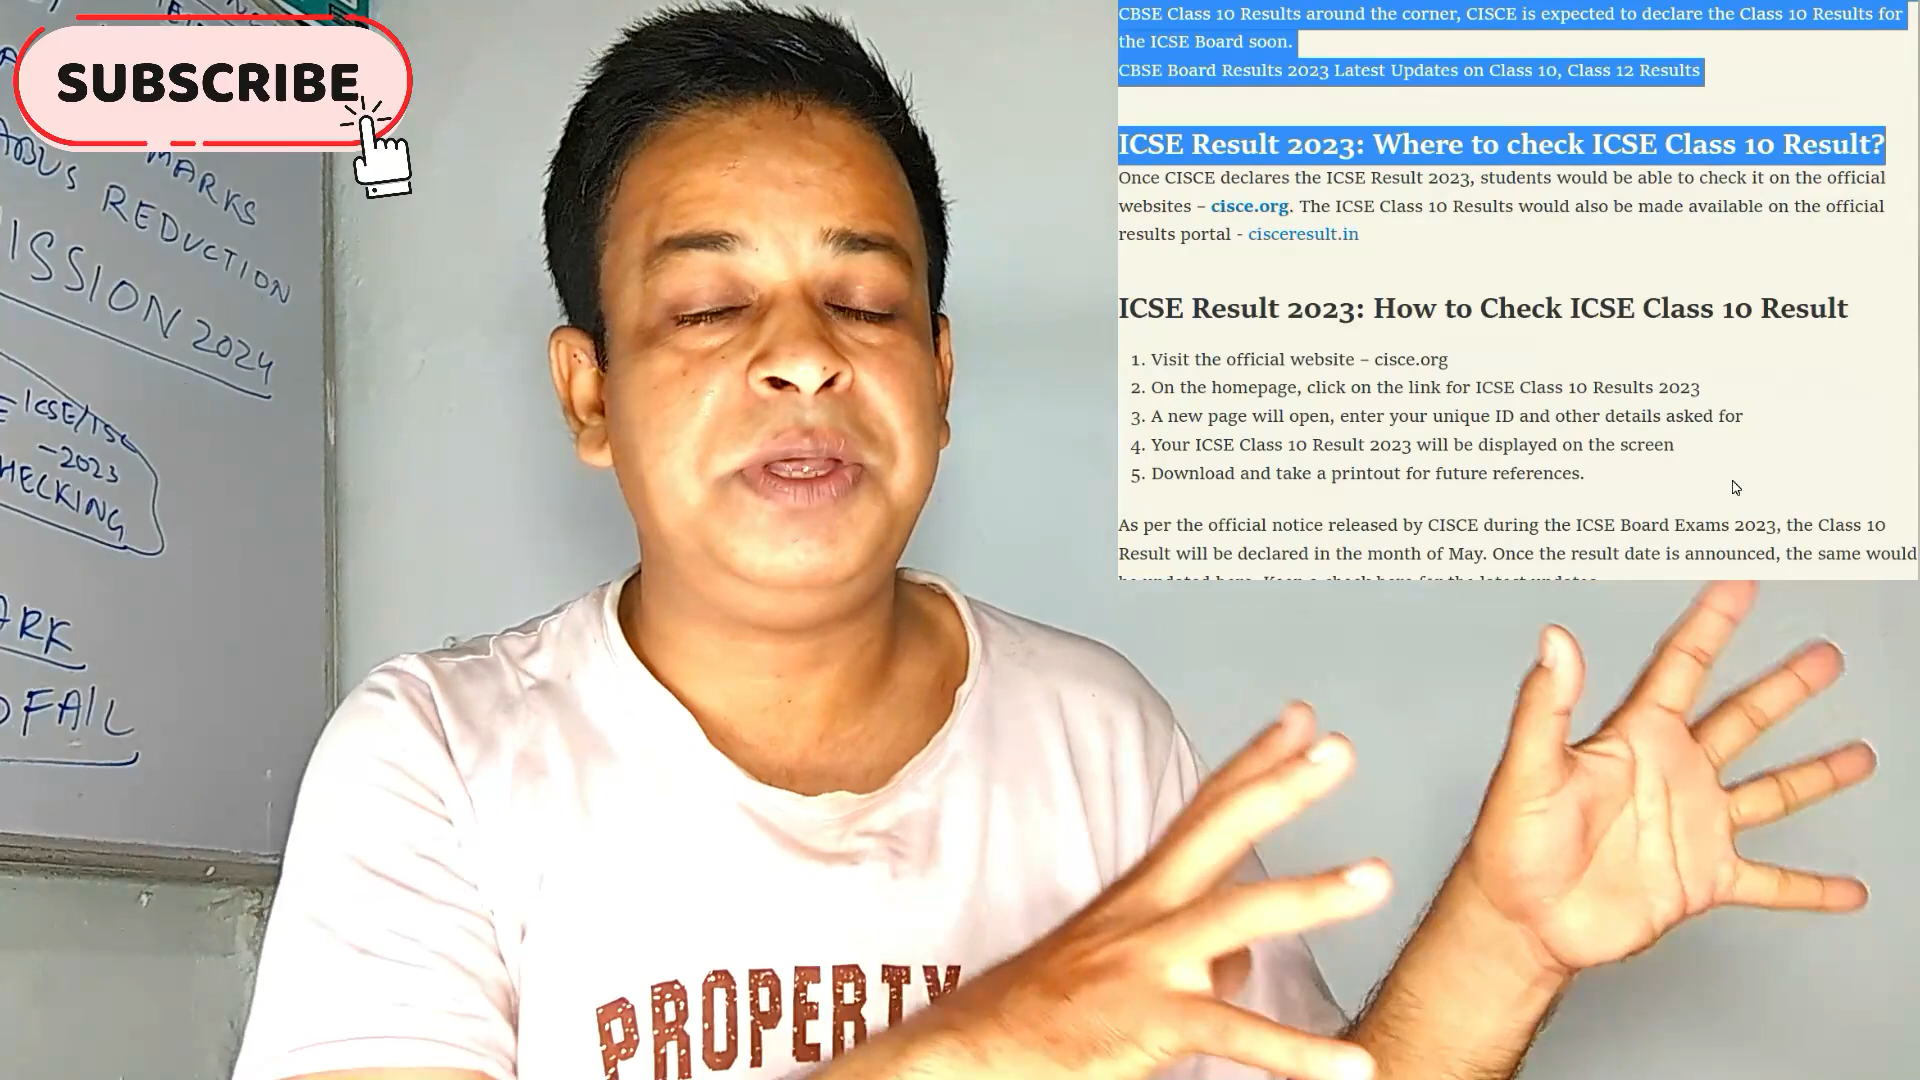 SUBSCRIBE
MARKS
REDUCTION
ISSION 2024
ICSE/
-2023
HECKING
ARK
FAIL
PROPERTY
CBSE Class 10 Results around the corner, CISCE is expected to declare the Class 10 Results for
the ICSE Board soon.
CBSE Board Results 2023 Latest Updates on Class 10, Class 12 Results
ICSE Result 2023: Where to check ICSE Class 10 Result?
Once CISCE declares the ICSE Result 2023, students would be able to check it on the official
websites – cisce.org. The ICSE Class 10 Results would also be made available on the official
results portal - cisceresult.in
ICSE Result 2023: How to Check ICSE Class 10 Result
1. Visit the official website – cisce.org
2. On the homepage, click on the link for ICSE Class 10 Results 2023
3. A new page will open, enter your unique ID and other details asked for
4. Your ICSE Class 10 Result 2023 will be displayed on the screen
5. Download and take a printout for future references.
As per the official notice released by CISCE during the ICSE Board Exams 2023, the Class 10
Result will be declared in the month of May. Once the result date is announced, the same would